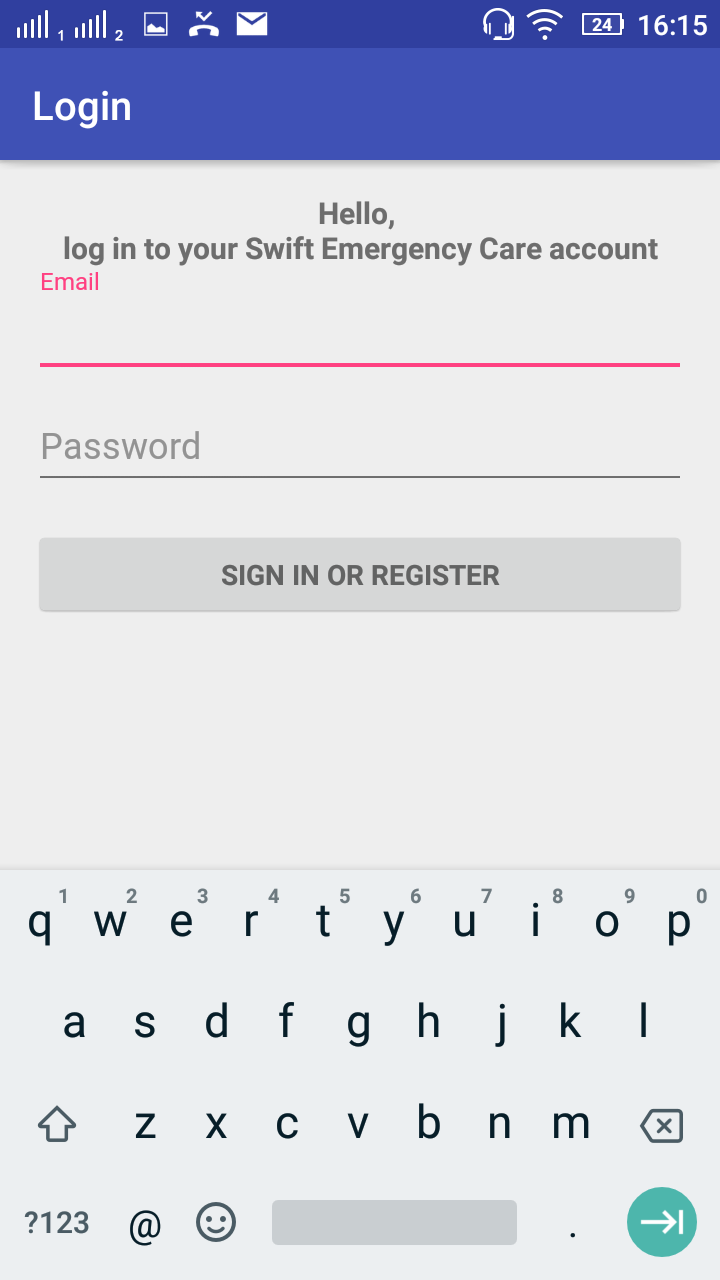 1 2 24 16:15
Login
Hello,
log in to your Swift Emergency Care account
Email
Password
SIGN IN OR REGISTER
1 2 3 4 5 6 7 8 9 0
q w e r t y u i o p
a s d f g h j k l
z x c v b n m
?123 @ .